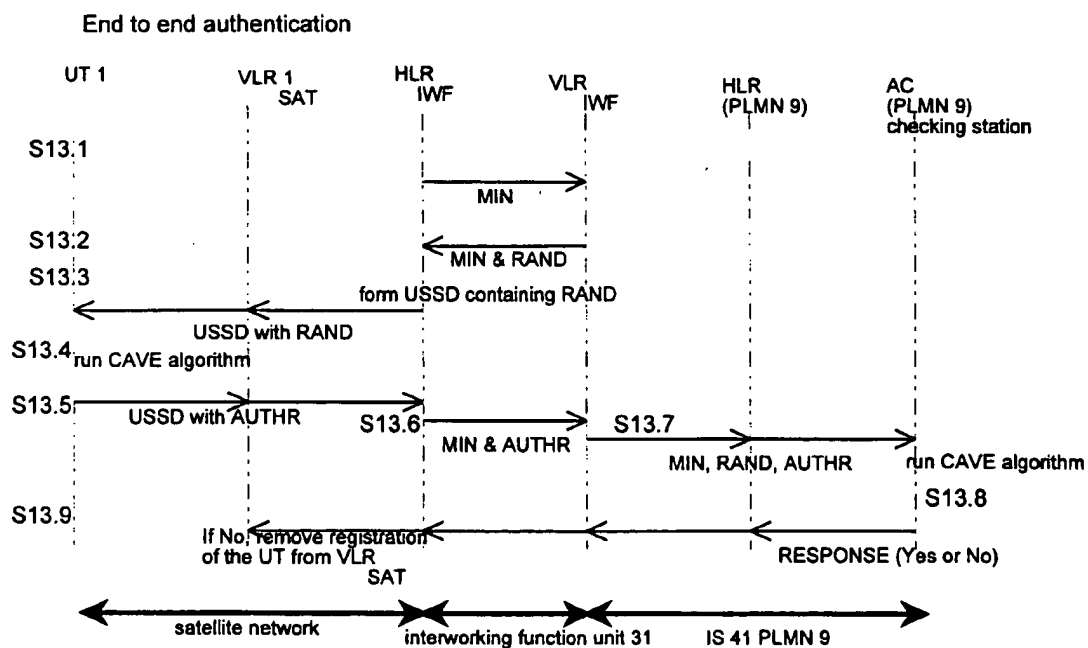 End to end authentication
UT 1
VLR 1
SAT
HLR
IWF
VLR
IWF
HLR
(PLMN 9)
AC
(PLMN 9)
checking station
S13.1
MIN
S13.2
MIN & RAND
S13.3
form USSD containing RAND
USSD with RAND
S13.4
run CAVE algorithm
S13.5
USSD with AUTHR
S13.6
MIN & AUTHR
S13.7
MIN, RAND, AUTHR
run CAVE algorithm
S13.8
S13.9
If No, remove registration
of the UT from VLR
SAT
RESPONSE (Yes or No)
satellite network
interworking function unit 31
IS 41 PLMN 9